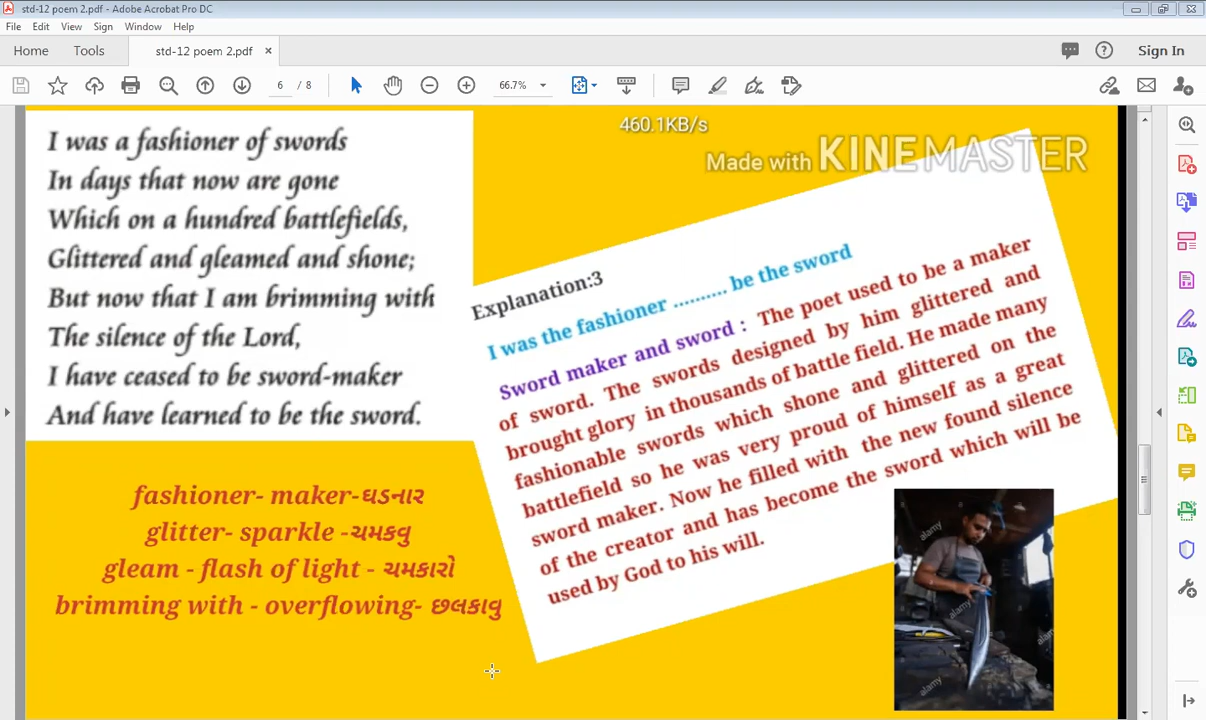 std-12 poem 2.pdf - Adobe Acrobat Pro DC
File Edit View Sign Window Help
Home Tools std-12 poem 2.pdf × Sign In
6 / 8 66.7%
460.1KB/s
Made with KINEMASTER
I was a fashioner of swords
In days that now are gone
Which on a hundred battlefields,
Glittered and gleamed and shone;
But now that I am brimming with
The silence of the Lord,
I have ceased to be sword-maker
And have learned to be the sword.
fashioner- maker-ઘડનાર
glitter- sparkle -ચમકવુ
gleam - flash of light - ચમકારો
brimming with - overflowing- છલકાવુ
Explanation:3
I was the fashioner .......... be the sword
Sword maker and sword : The poet used to be a maker
of sword. The swords designed by him glittered and
brought glory in thousands of battle field. He made many
fashionable swords which shone and glittered on the
battlefield so he was very proud of himself as a great
sword maker. Now he filled with the new found silence
of the creator and has become the sword which will be
used by God to his will.
alamy
alamy
alamy
alamy